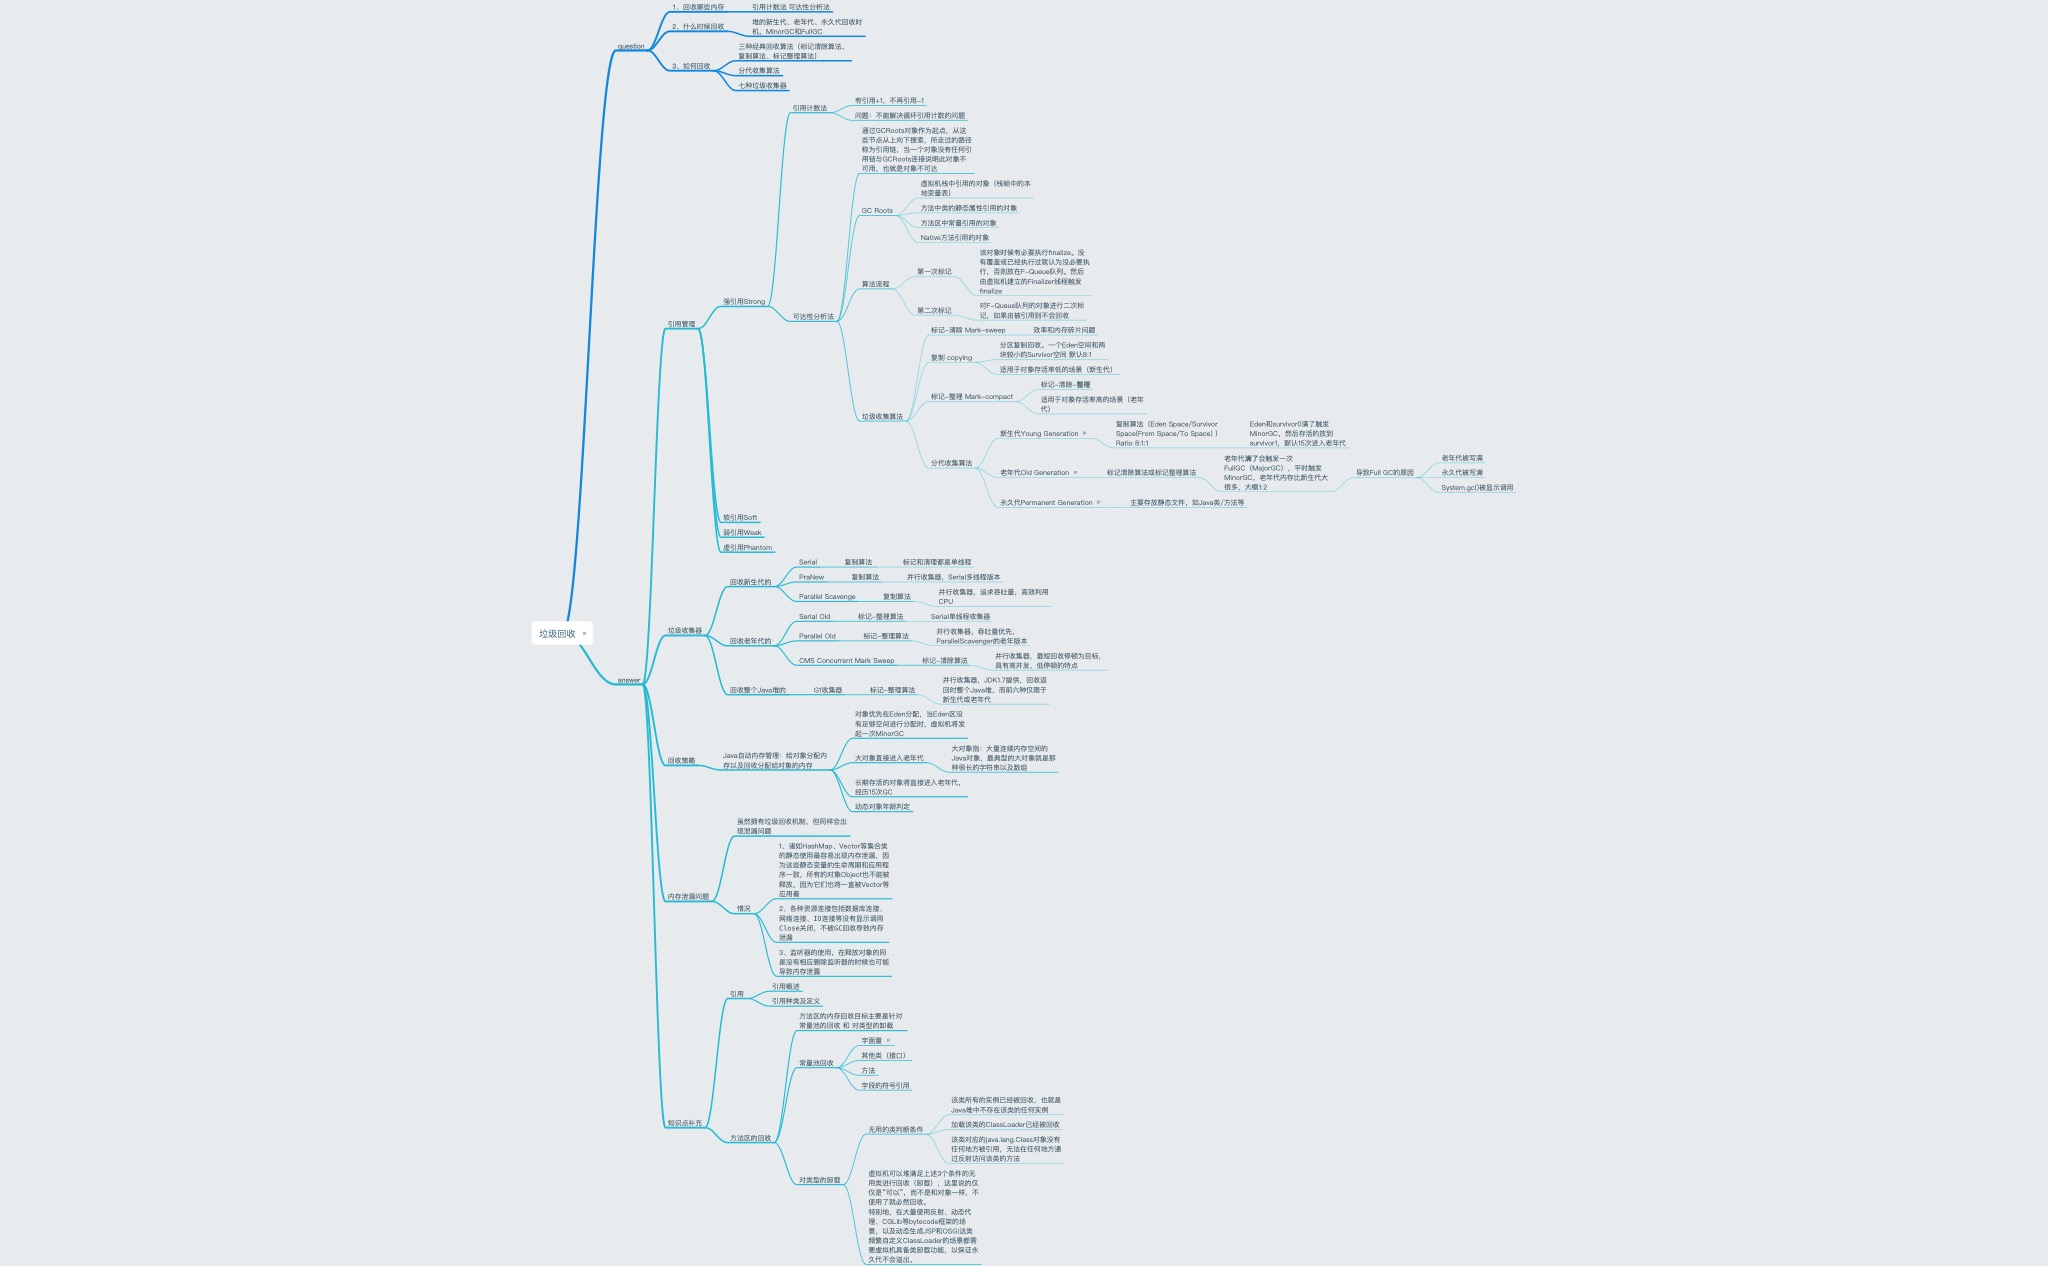 垃圾回收
question
1、回收哪些内存
引用计数法 可达性分析法
2、什么时候回收
堆的新生代、老年代、永久代回收时
机，MinorGC和FullGC
3、如何回收
三种经典回收算法（标记清除算法、
复制算法、标记整理算法）
分代收集算法
七种垃圾收集器
answer
引用管理
强引用Strong
引用计数法
有引用+1，不再引用-1
问题：不能解决循环引用计数的问题
可达性分析法
通过GCRoots对象作为起点，从这
些节点从上向下搜索，所走过的路径
称为引用链，当一个对象没有任何引
用链与GCRoots连接说明此对象不
可用，也就是对象不可达
GC Roots
虚拟机栈中引用的对象（栈帧中的本
地变量表）
方法中类的静态属性引用的对象
方法区中常量引用的对象
Native方法引用的对象
算法流程
第一次标记
该对象时候有必要执行finalize。没
有覆盖或已经执行过就认为没必要执
行，否则放在F-Queue队列。然后
由虚拟机建立的Finalizer线程触发
finalize
第二次标记
对F-Queue队列的对象进行二次标
记，如果由被引用则不会回收
垃圾收集算法
标记-清除 Mark-sweep
效率和内存碎片问题
复制 copying
分区复制回收。一个Eden空间和两
块较小的Survivor空间 默认8:1
适用于对象存活率低的场景（新生代）
标记-整理 Mark-compact
标记-清除-整理
适用于对象存活率高的场景（老年
代）
分代收集算法
新生代Young Generation
复制算法（Eden Space/Survivor
Space(From Space/To Space) ）
Ratio 8:1:1
Eden和survivor0满了触发
MinorGC，然后存活的放到
survivor1，默认15次进入老年代
老年代Old Generation
标记清除算法或标记整理算法
老年代满了会触发一次
FullGC（MajorGC），平时触发
MinorGC，老年代内存比新生代大
很多，大概1:2
导致Full GC的原因
老年代被写满
永久代被写满
System.gc()被显示调用
永久代Permanent Generation
主要存放静态文件，如Java类/方法等
软引用Soft
弱引用Weak
虚引用Phantom
垃圾收集器
回收新生代的
Serial
复制算法
标记和清理都是单线程
PraNew
复制算法
并行收集器，Serial多线程版本
Parallel Scavenge
复制算法
并行收集器，追求吞吐量，高效利用
CPU
回收老年代的
Serial Old
标记-整理算法
Serial单线程收集器
Parallel Old
标记-整理算法
并行收集器，吞吐量优先，
ParallelScavenger的老年版本
CMS Concurrent Mark Sweep
标记-清除算法
并行收集器，最短回收停顿为目标，
具有高并发、低停顿的特点
回收整个Java堆的
G1收集器
标记-整理算法
并行收集器，JDK1.7提供，回收返
回时整个Java堆，而前六种仅限于
新生代或老年代
回收策略
Java自动内存管理：给对象分配内
存以及回收分配给对象的内存
对象优先在Eden分配，当Eden区没
有足够空间进行分配时，虚拟机将发
起一次MinorGC
大对象直接进入老年代
大对象指：大量连续内存空间的
Java对象，最典型的大对象就是那
种很长的字符串以及数组
长期存活的对象将直接进入老年代，
经历15次GC
动态对象年龄判定
内存泄漏问题
虽然拥有垃圾回收机制，但同样会出
现泄漏问题
情况
1、诸如HashMap、Vector等集合类
的静态使用最容易出现内存泄漏，因
为这些静态变量的生命周期和应用程
序一致，所有的对象Object也不能被
释放，因为它们也将一直被Vector等
应用着
2、各种资源连接包括数据库连接、
网络连接、IO连接等没有显示调用
Close关闭，不被GC回收导致内存
泄漏
3、监听器的使用，在释放对象的同
是没有相应删除监听器的时候也可能
导致内存泄露
知识点补充
引用
引用概述
引用种类及定义
方法区的回收
方法区的内存回收目标主要是针对
常量池的回收 和 对类型的卸载
常量池回收
字面量
其他类（接口）
方法
字段的符号引用
对类型的卸载
无用的类判断条件
该类所有的实例已经被回收，也就是
Java堆中不存在该类的任何实例
加载该类的ClassLoader已经被回收
该类对应的java.lang.Class对象没有
任何地方被引用，无法在任何地方通
过反射访问该类的方法
虚拟机可以堆满足上述3个条件的无
用类进行回收（卸载），这里说的仅
仅是“可以”，而不是和对象一样，不
使用了就必然回收。
特别地，在大量使用反射、动态代
理、CGLib等bytecode框架的场
景，以及动态生成JSP和OSGi这类
频繁自定义ClassLoader的场景都需
要虚拟机具备类卸载功能，以保证永
久代不会溢出。